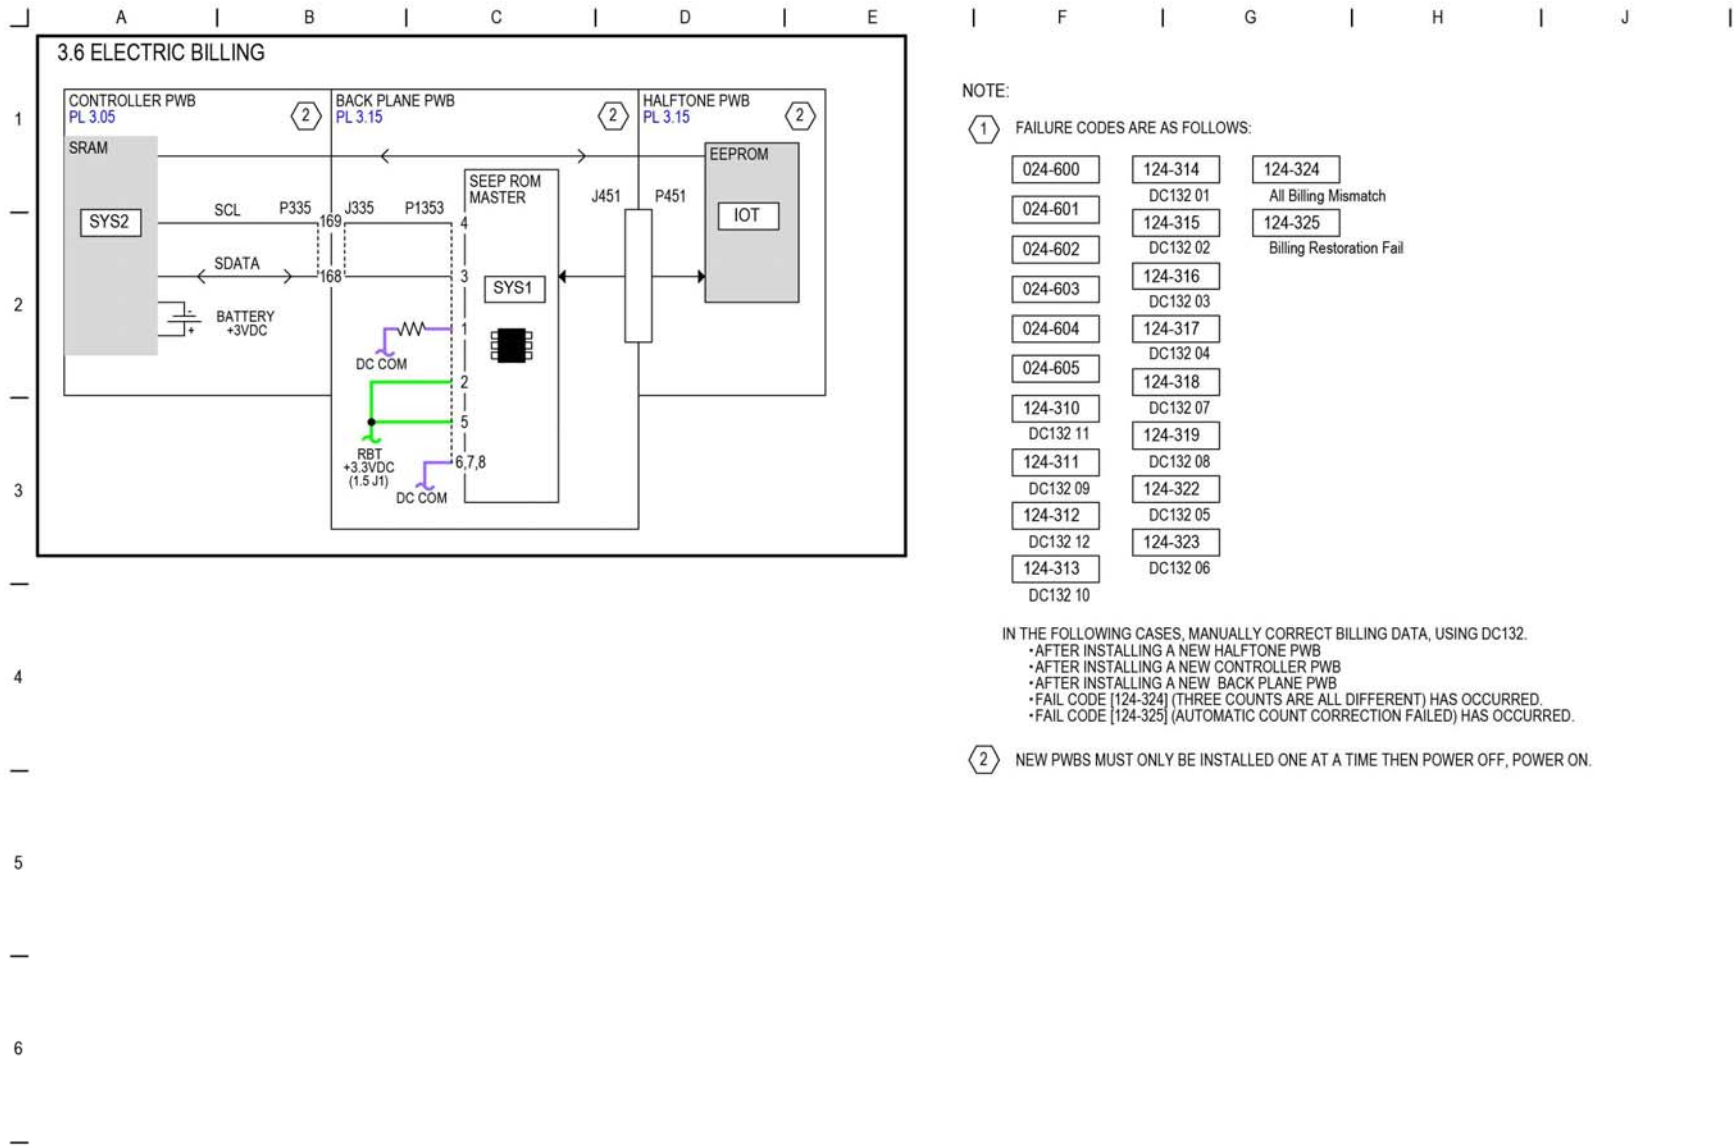 A B C D E F G H J
3.6 ELECTRIC BILLING
1
CONTROLLER PWB
PL 3.05
2
BACK PLANE PWB
PL 3.15
2
HALFTONE PWB
PL 3.15
2
SRAM
EEPROM
SEEP ROM
MASTER
J451 P451
SCL P335 169 J335 P1353 4
SYS2
IOT
SDATA 168 3
SYS1
2
- +
BATTERY
+3VDC
1
DC COM
2
5
RBT
+3.3VDC
(1.5 J1)
6,7,8
DC COM
3
NOTE:
1 FAILURE CODES ARE AS FOLLOWS:
024-600
024-601
024-602
024-603
024-604
024-605
124-310
DC132 11
124-311
DC132 09
124-312
DC132 12
124-313
DC132 10
124-314
DC132 01
124-315
DC132 02
124-316
DC132 03
124-317
DC132 04
124-318
DC132 07
124-319
DC132 08
124-322
DC132 05
124-323
DC132 06
124-324
All Billing Mismatch
124-325
Billing Restoration Fail
IN THE FOLLOWING CASES, MANUALLY CORRECT BILLING DATA, USING DC132.
•AFTER INSTALLING A NEW HALFTONE PWB
•AFTER INSTALLING A NEW CONTROLLER PWB
•AFTER INSTALLING A NEW BACK PLANE PWB
•FAIL CODE [124-324] (THREE COUNTS ARE ALL DIFFERENT) HAS OCCURRED.
•FAIL CODE [124-325] (AUTOMATIC COUNT CORRECTION FAILED) HAS OCCURRED.
2 NEW PWBS MUST ONLY BE INSTALLED ONE AT A TIME THEN POWER OFF, POWER ON.
4
5
6